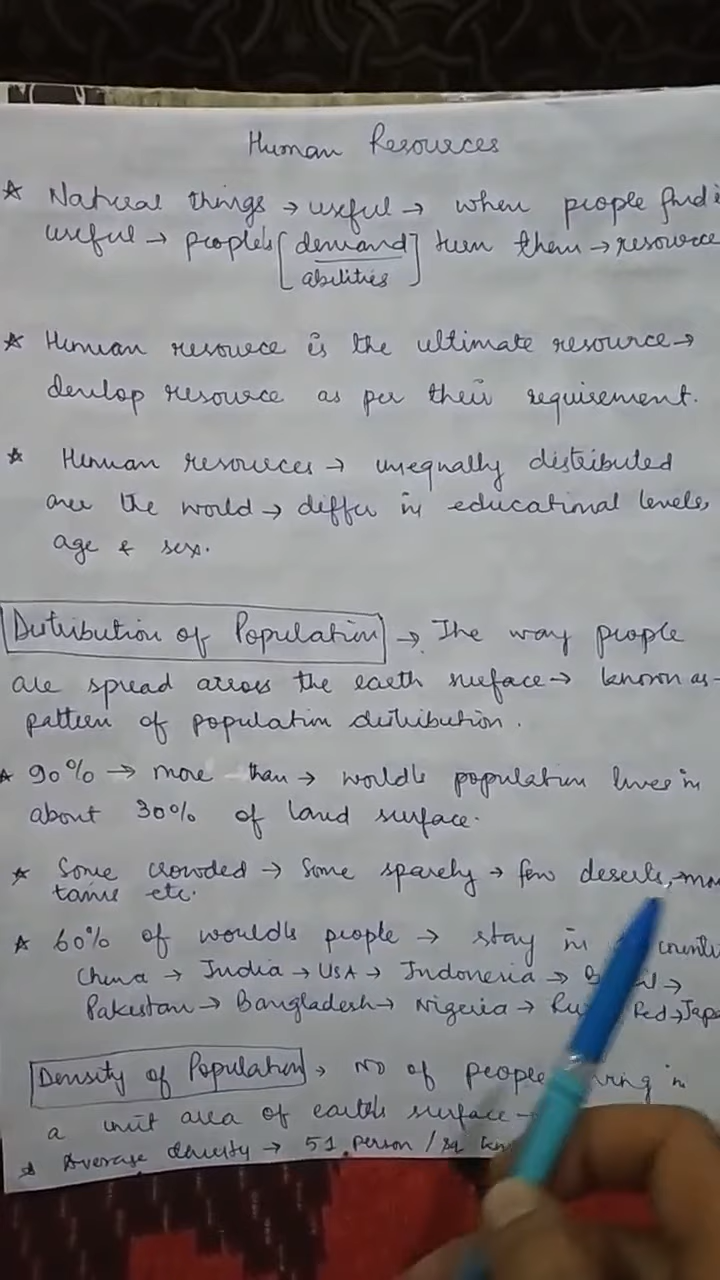 Human Resources
* Natural things → useful → when people find
useful → people's [demand] turn them → resource
abilities
* Human resource is the ultimate resource →
develop resource as per their requirement.
* Human resources → unequally distributed
over the world → differ in educational levels,
age & sex.
Distribution of Population → The way people
are spread across the earth surface → known as -
pattern of population distribution.
* 90% → more than → world's population lives in
about 30% of land surface.
* Some crowded → Some sparely → few deserts, →
tains etc.
* 60% of world's people → stay in
China → India → USA → Indonesia → →
Pakistan → Bangladesh → Nigeria →
Density of Population → No of people in
a unit area of earth's surface -
* Average density → 51 person / sq km